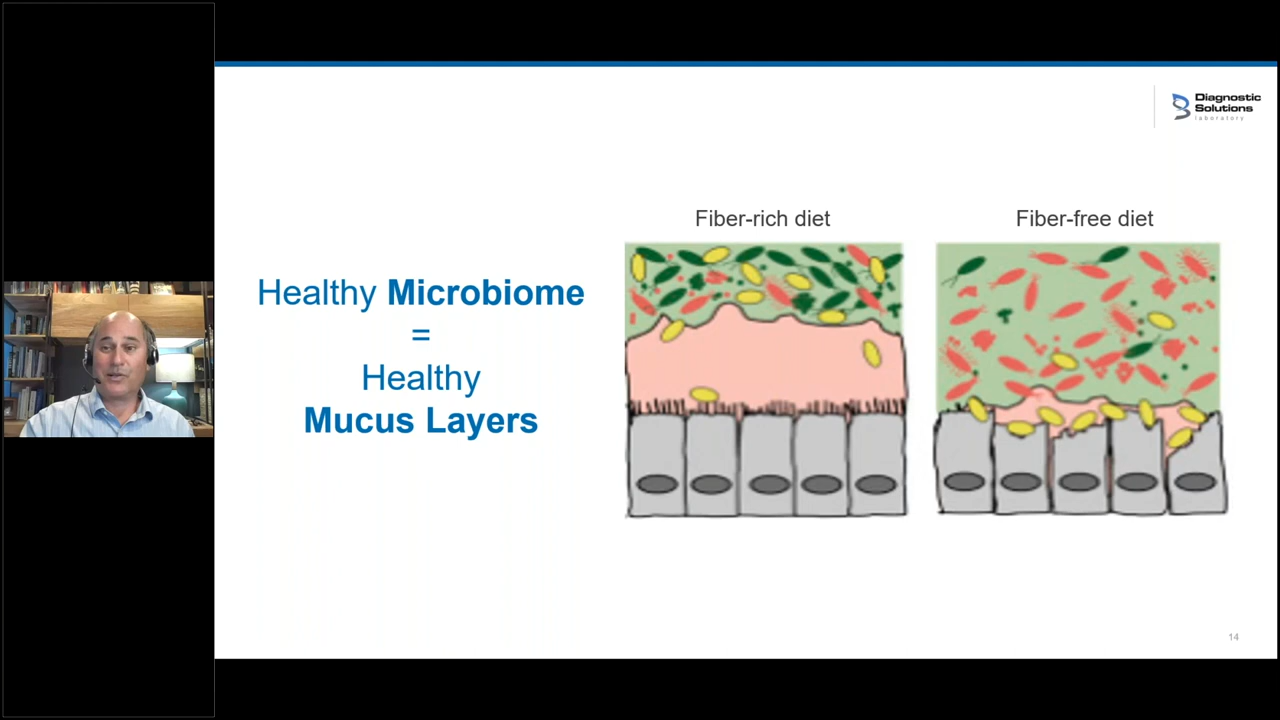 Diagnostic
Solutions
laboratory
Fiber-rich diet
Fiber-free diet
Healthy Microbiome
=
Healthy
Mucus Layers
14